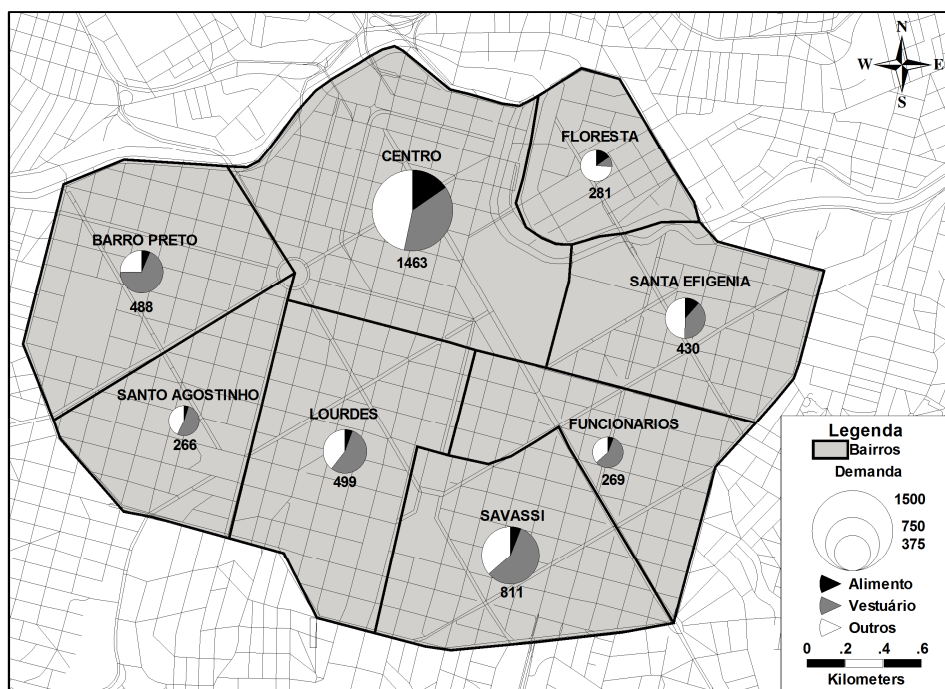 N
W E
S
FLORESTA
281
CENTRO
1463
BARRO PRETO
488
SANTA EFIGENIA
430
SANTO AGOSTINHO
266
LOURDES
499
FUNCIONARIOS
269
SAVASSI
811
Legenda
Bairros
Demanda
1500
750
375
Alimento
Vestuário
Outros
0 .2 .4 .6
Kilometers